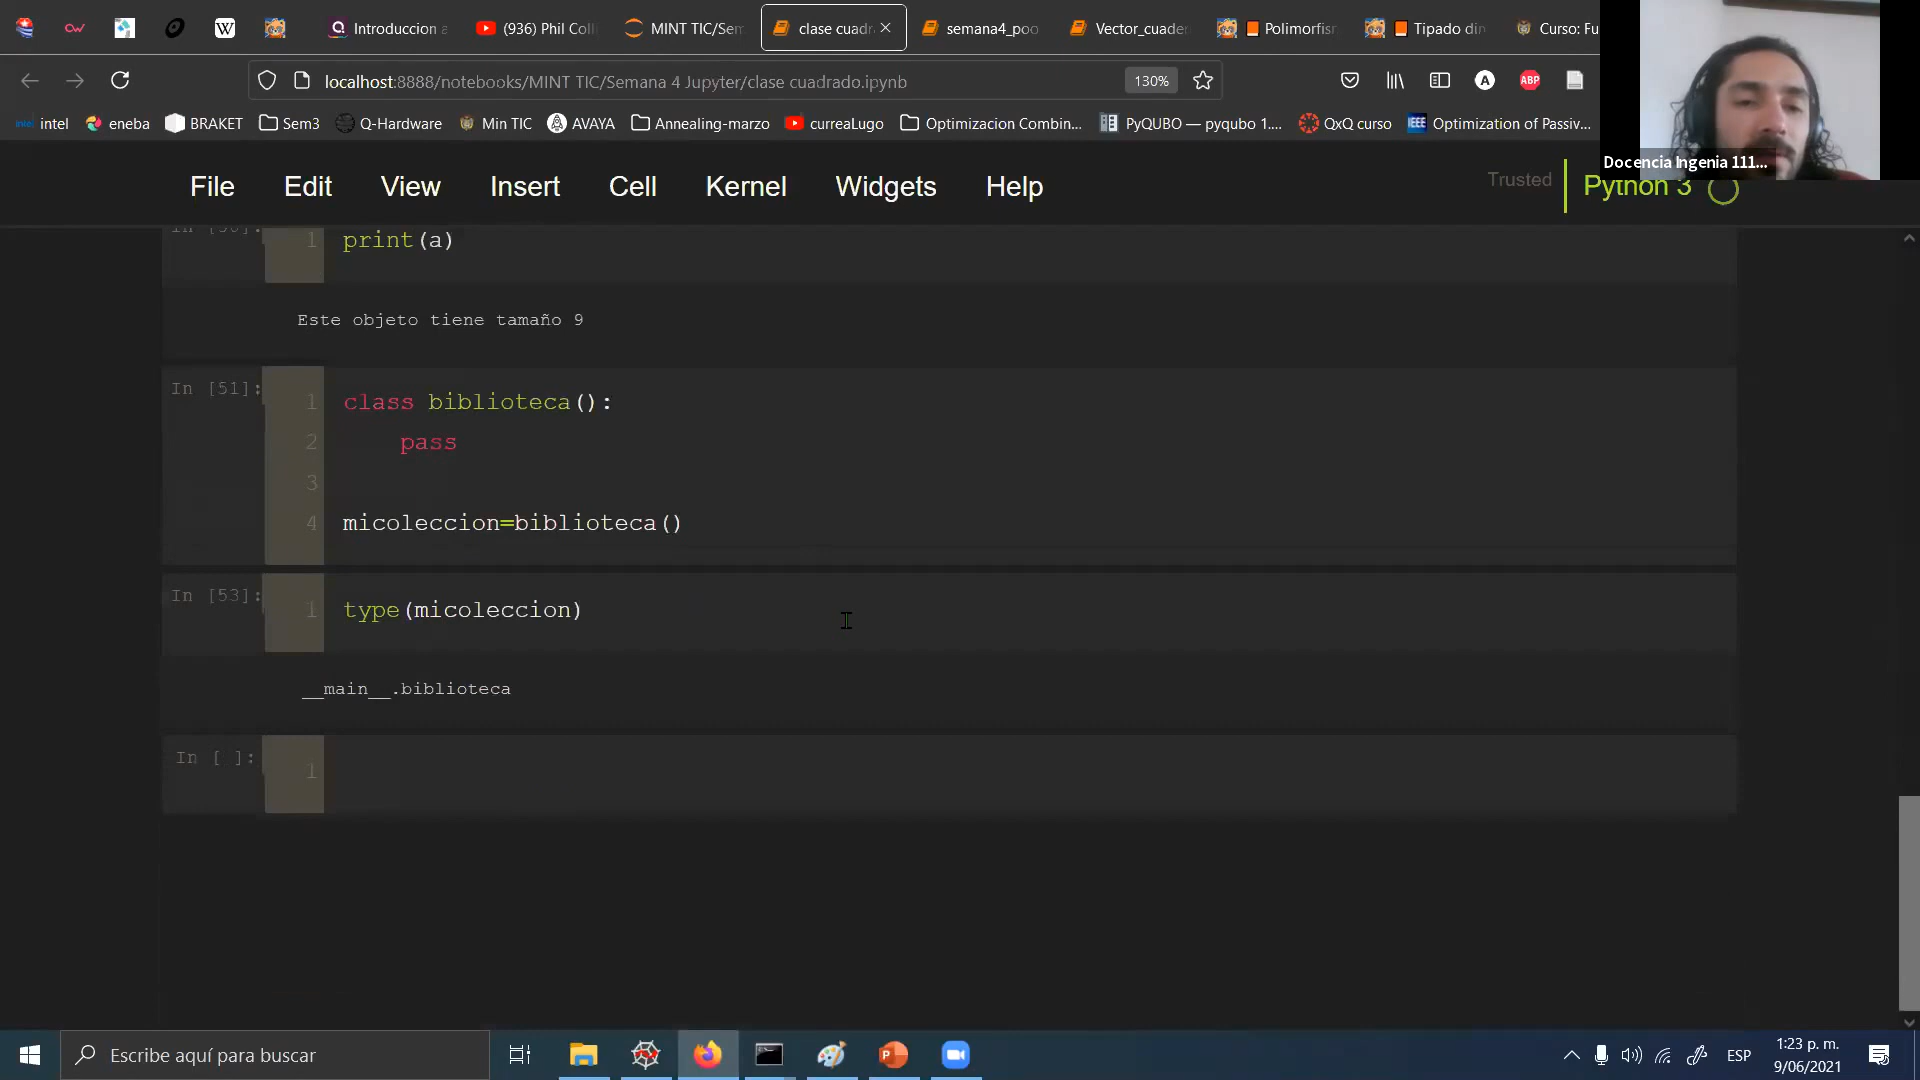 Introduccion a
(936) Phil Colli
MINT TIC/Sem
clase cuadr
semana4_poo
Vector_cuader
Polimorfism
Tipado din
Curso: Fu
localhost:8888/notebooks/MINT TIC/Semana 4 Jupyter/clase cuadrado.ipynb
130%
ABP
intel
eneba
BRAKET
Sem3
Q-Hardware
Min TIC
AVAYA
Annealing-marzo
curreaLugo
Optimizacion Combin...
PyQUBO — pyqubo 1....
QxQ curso
Optimization of Passiv...
Docencia Ingenia 111...
File Edit View Insert Cell Kernel Widgets Help
Trusted
Python 3
1 print(a)
Este objeto tiene tamaño 9
In [51]:
1 class biblioteca():
2 pass
3
4 micoleccion=biblioteca()
In [53]:
1 type(micoleccion)
__main__.biblioteca
In [ ]:
1
Escribe aquí para buscar
ESP
1:23 p. m.
9/06/2021